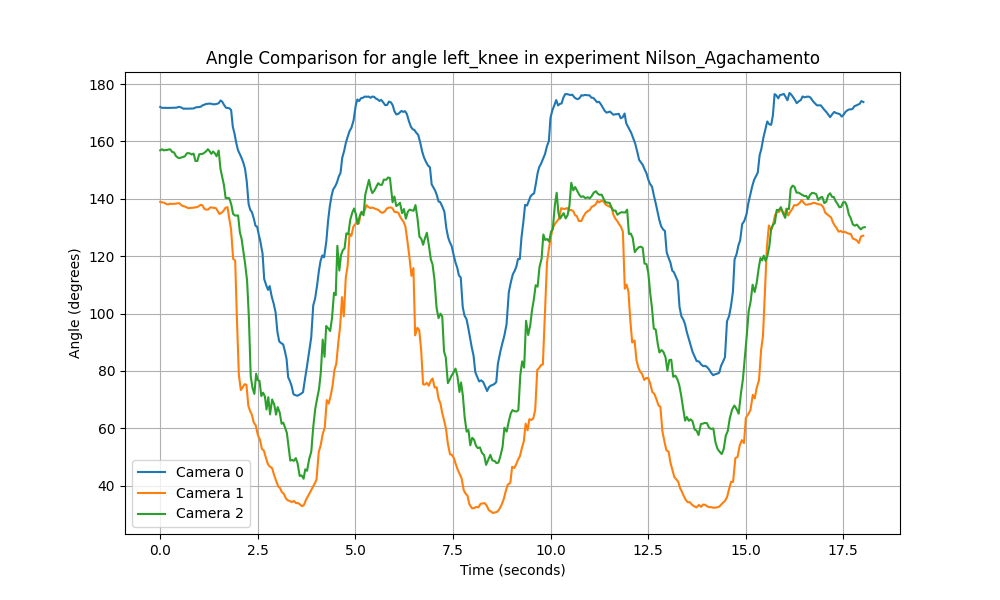 Angle Comparison for angle left_knee in experiment Nilson_Agachamento
Angle (degrees)
180
160
140
120
100
80
60
40
Camera 0
Camera 1
Camera 2
0.0 2.5 5.0 7.5 10.0 12.5 15.0 17.5
Time (seconds)